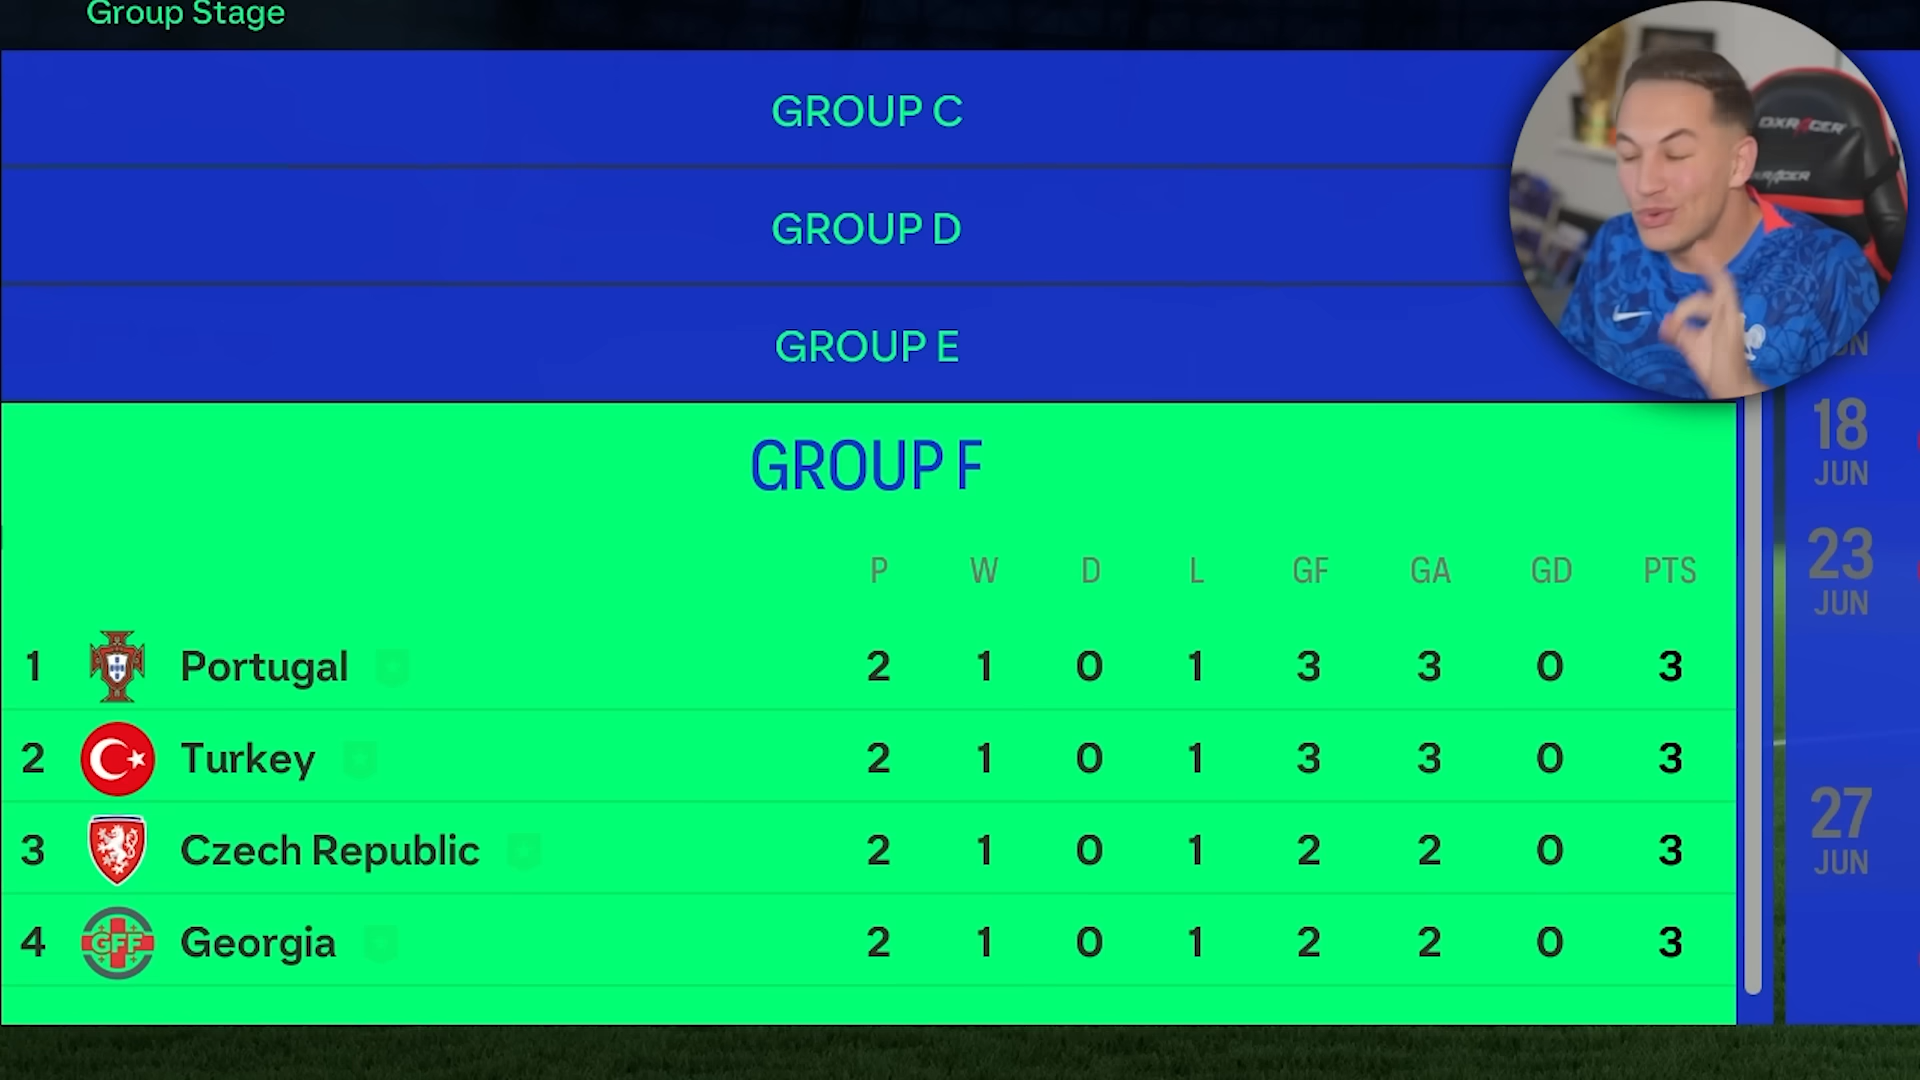 Group Stage
GROUP C
GROUP D
GROUP E
GROUP F
P W D L GF GA GD PTS
1 Portugal 2 1 0 1 3 3 0 3
2 Turkey 2 1 0 1 3 3 0 3
3 Czech Republic 2 1 0 1 2 2 0 3
4 GFF Georgia 2 1 0 1 2 2 0 3
18
JUN
23
JUN
27
JUN
DXRACER